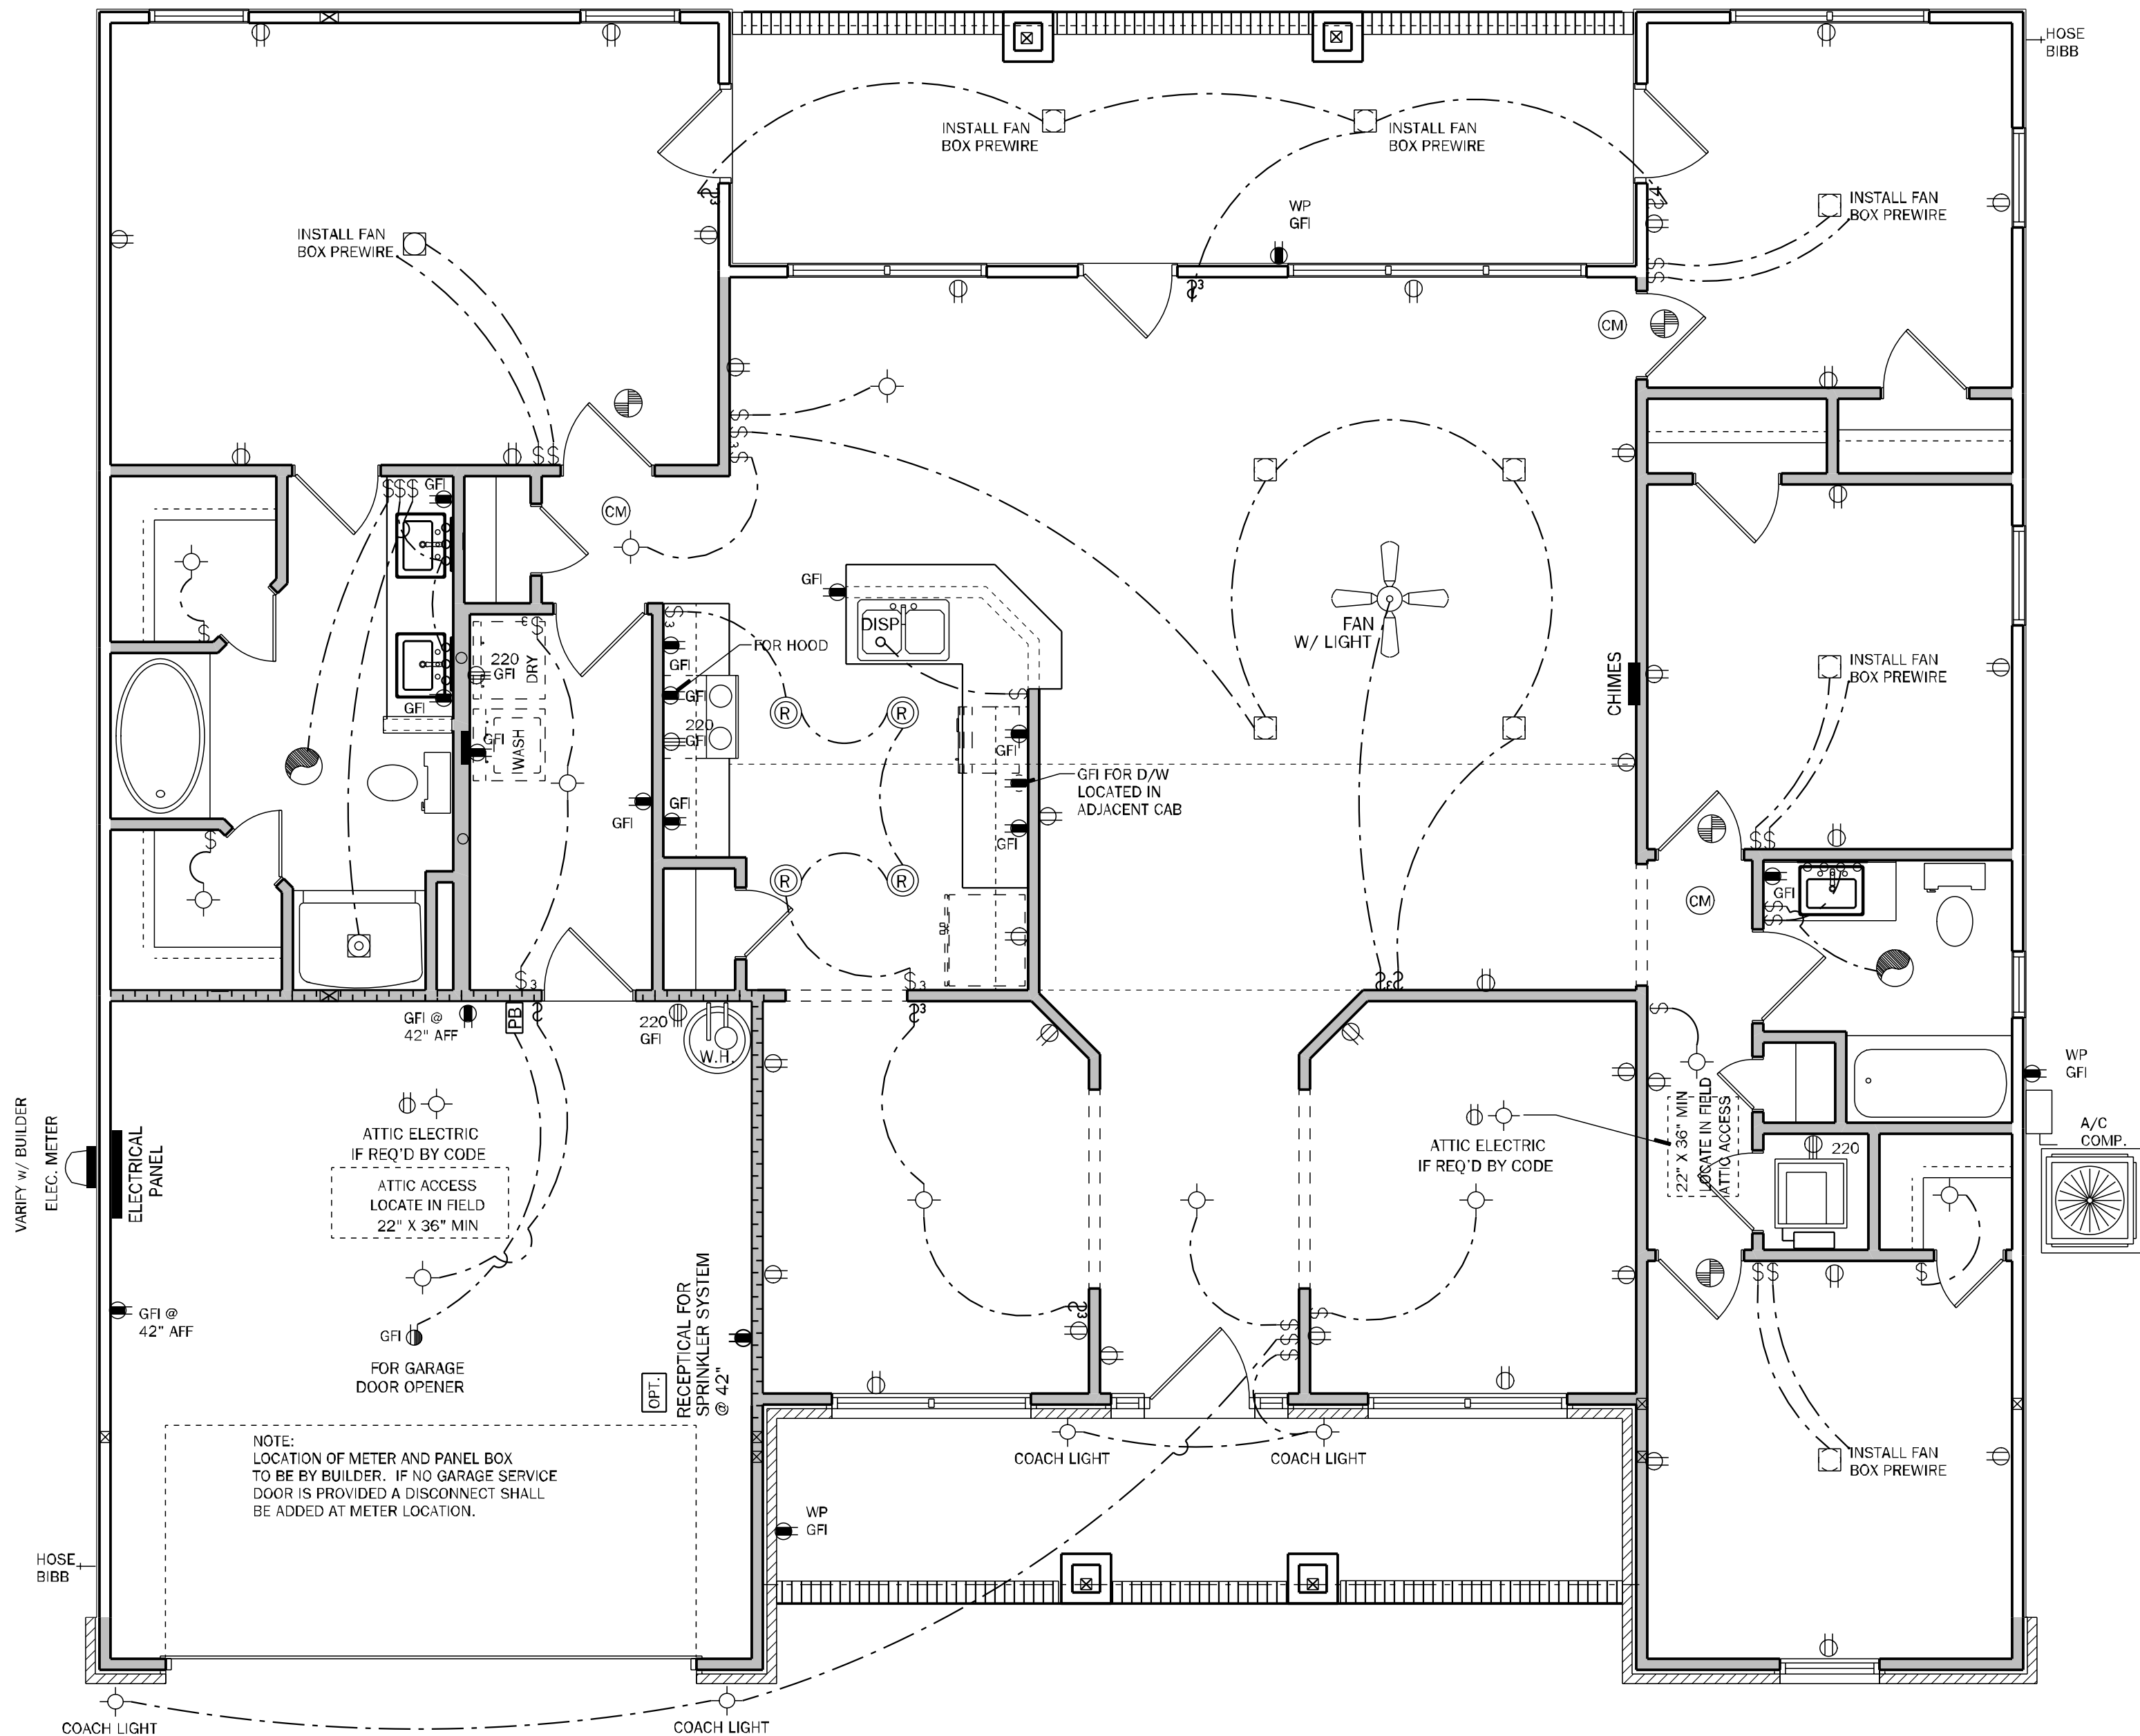 HOSE
BIBB
INSTALL FAN
BOX PREWIRE
INSTALL FAN
BOX PREWIRE
INSTALL FAN
BOX PREWIRE
INSTALL FAN
BOX PREWIRE
WP
GFI
CM
CM
GFI
GFI
DISP
FOR HOOD
GFI
GFI
220
GFI
GFI
220
GFI
DRY
GFI
WASH
GFI
GFI
R
R
R
R
GFI
GFI
GFI FOR D/W
LOCATED IN
ADJACENT CAB
FAN
W/ LIGHT
CHIMES
INSTALL FAN
BOX PREWIRE
CM
GFI
GFI @
42" AFF
PB
220
GFI
W.H.
WP
GFI
A/C
COMP.
220
22" X 36" MIN
LOCATE IN FIELD
ATTIC ACCESS
ATTIC ELECTRIC
IF REQ'D BY CODE
ATTIC ELECTRIC
IF REQ'D BY CODE
ATTIC ACCESS
LOCATE IN FIELD
22" X 36" MIN
VARIFY w/ BUILDER
ELEC. METER
ELECTRICAL
PANEL
GFI @
42" AFF
GFI
FOR GARAGE
DOOR OPENER
OPT.
RECEPTICAL FOR
SPRINKLER SYSTEM
@ 42"
NOTE:
LOCATION OF METER AND PANEL BOX
TO BE BY BUILDER. IF NO GARAGE SERVICE
DOOR IS PROVIDED A DISCONNECT SHALL
BE ADDED AT METER LOCATION.
COACH LIGHT
COACH LIGHT
INSTALL FAN
BOX PREWIRE
WP
GFI
HOSE
BIBB
COACH LIGHT
COACH LIGHT